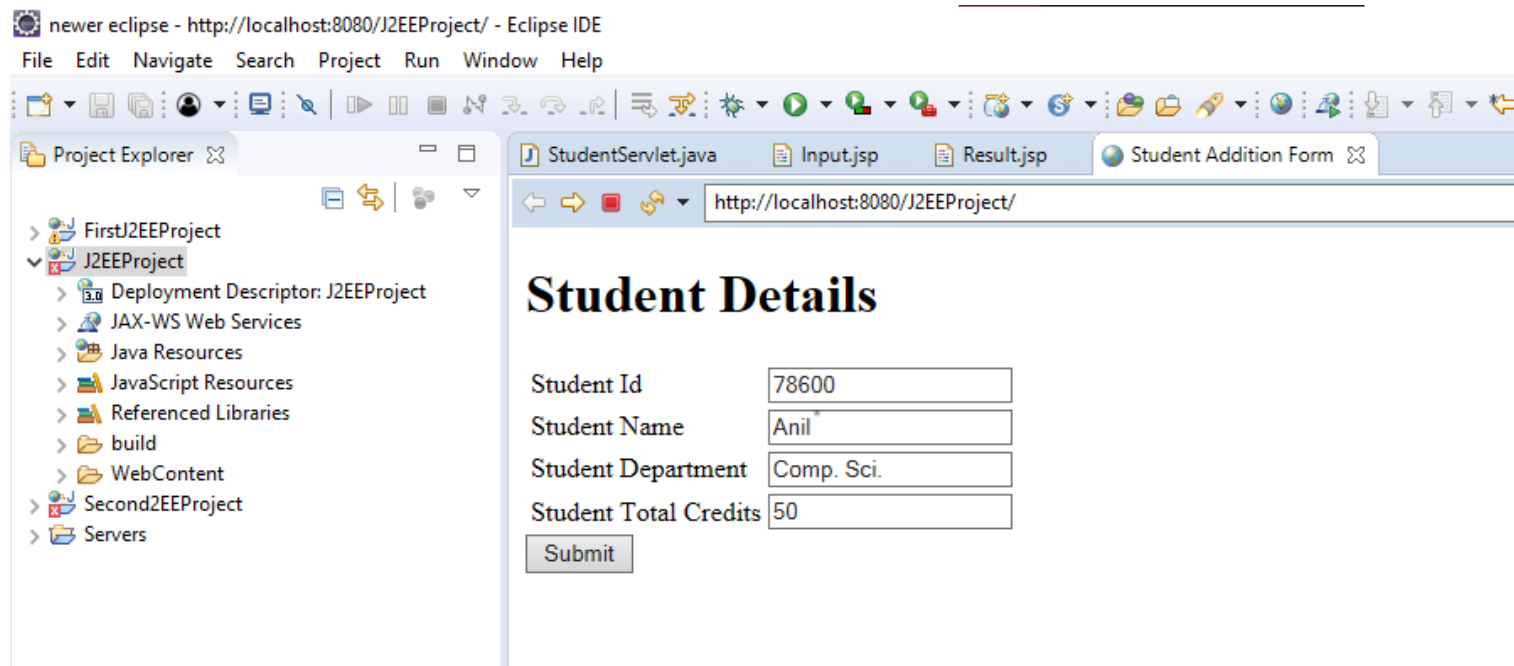 newer eclipse - http://localhost:8080/J2EEProject/ - Eclipse IDE
File Edit Navigate Search Project Run Window Help
Project Explorer
StudentServlet.java Input.jsp Result.jsp Student Addition Form
http://localhost:8080/J2EEProject/
FirstJ2EEProject
J2EEProject
3.0 Deployment Descriptor: J2EEProject
JAX-WS Web Services
Java Resources
JavaScript Resources
Referenced Libraries
build
WebContent
Second2EEProject
Servers
Student Details
Student Id 78600
Student Name Anil
Student Department Comp. Sci.
Student Total Credits 50
Submit